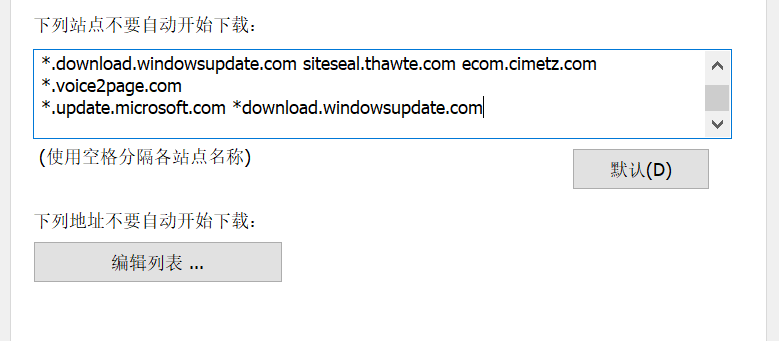 下列站点不要自动开始下载：
*.download.windowsupdate.com siteseal.thawte.com ecom.cimetz.com
*.voice2page.com
*.update.microsoft.com *download.windowsupdate.com
(使用空格分隔各站点名称)
默认(D)
下列地址不要自动开始下载：
编辑列表 ...